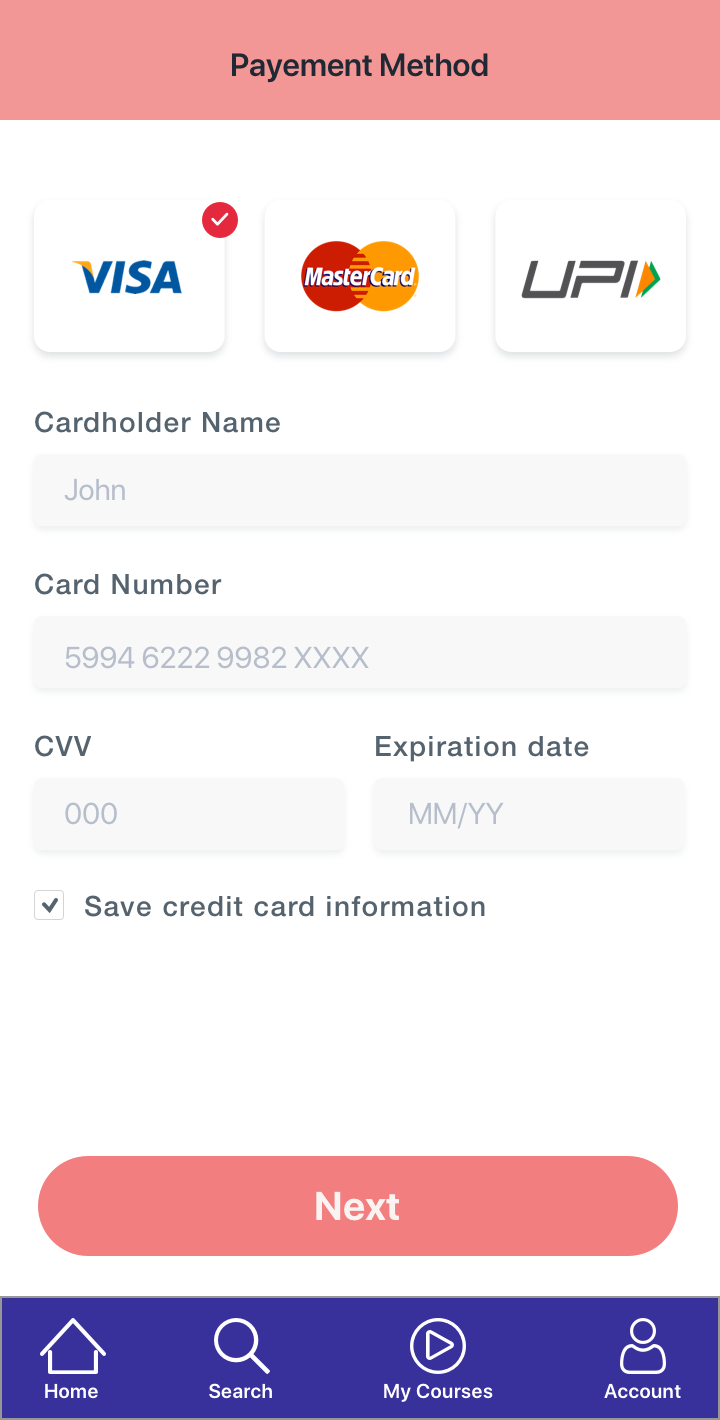 Payement Method
VISA
MasterCard
UPI
Cardholder Name
John
Card Number
5994 6222 9982 XXXX
CVV
Expiration date
000
MM/YY
Save credit card information
Next
Home
Search
My Courses
Account